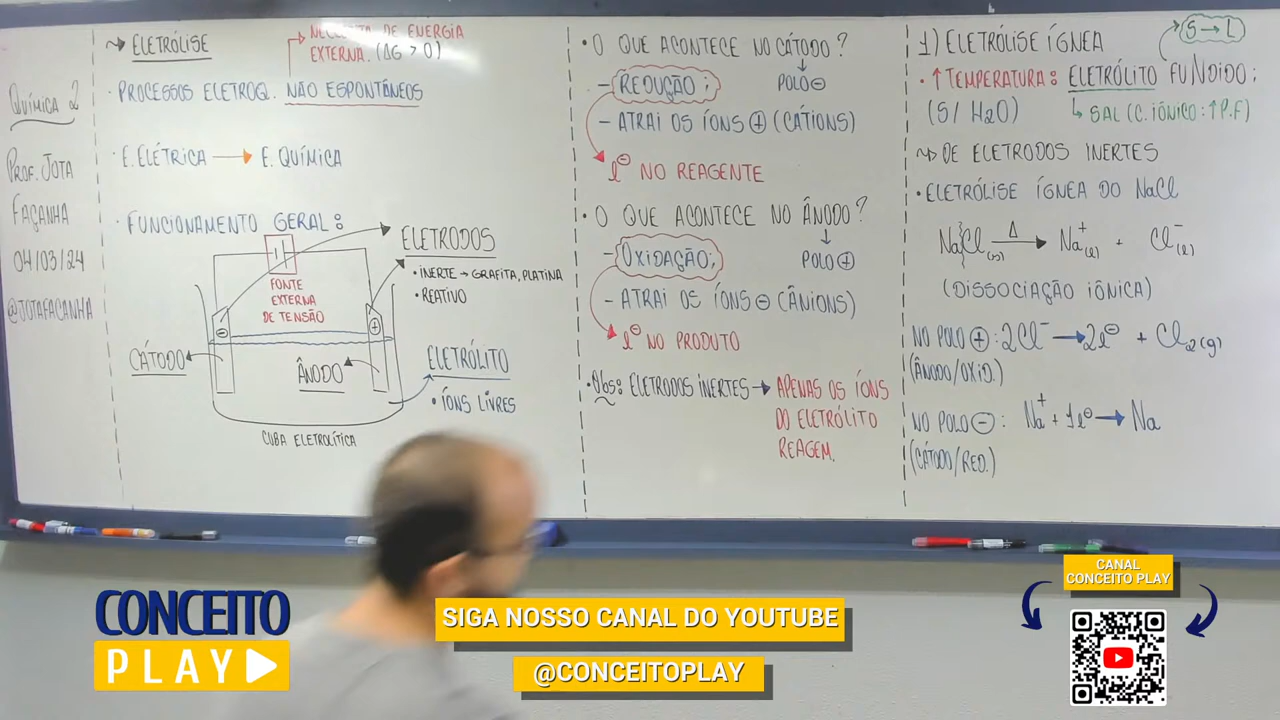 QUÍMICA 2
PROF. JOTA
FAÇANHA
04/03/24
@JOTAFAÇANHA
ELETRÓLISE
NECESSITA DE ENERGIA
EXTERNA. (ΔG > 0)
• PROCESSOS ELETROQ. NÃO ESPONTÂNEOS
• E. ELÉTRICA → E. QUÍMICA
• FUNCIONAMENTO GERAL:
ELETRODOS
• INERTE → GRAFITA, PLATINA
• REATIVO
FONTE
EXTERNA
DE TENSÃO
⊖
⊕
CÁTODO
ÂNODO
ELETRÓLITO
• ÍONS LIVRES
CUBA ELETROLÍTICA
• O QUE ACONTECE NO CÁTODO?
↓
– REDUÇÃO; POLO ⊖
– ATRAI OS ÍONS ⊕ (CÁTIONS)
e⊖ NO REAGENTE
• O QUE ACONTECE NO ÂNODO?
↓
– OXIDAÇÃO; POLO ⊕
– ATRAI OS ÍONS ⊖ (ÂNIONS)
e⊖ NO PRODUTO
• Obs: ELETRODOS INERTES → APENAS OS ÍONS
DO ELETRÓLITO
REAGEM.
S → L
1) ELETRÓLISE ÍGNEA
• ↑ TEMPERATURA: ELETRÓLITO FUNDIDO;
(S/ H2O) ↳ SAL (C. IÔNICO: ↑P.F)
DE ELETRODOS INERTES
• ELETRÓLISE ÍGNEA DO NaCl
NaCl(s) Δ→ Na+(l) + Cl-(l)
(DISSOCIAÇÃO IÔNICA)
NO POLO ⊕: 2Cl- → 2e⊖ + Cl2(g)
(ÂNODO/OXID.)
NO POLO ⊖: Na+ + 1e⊖ → Na
(CÁTODO/RED.)
CONCEITO
PLAY
SIGA NOSSO CANAL DO YOUTUBE
@CONCEITOPLAY
CANAL
CONCEITO PLAY